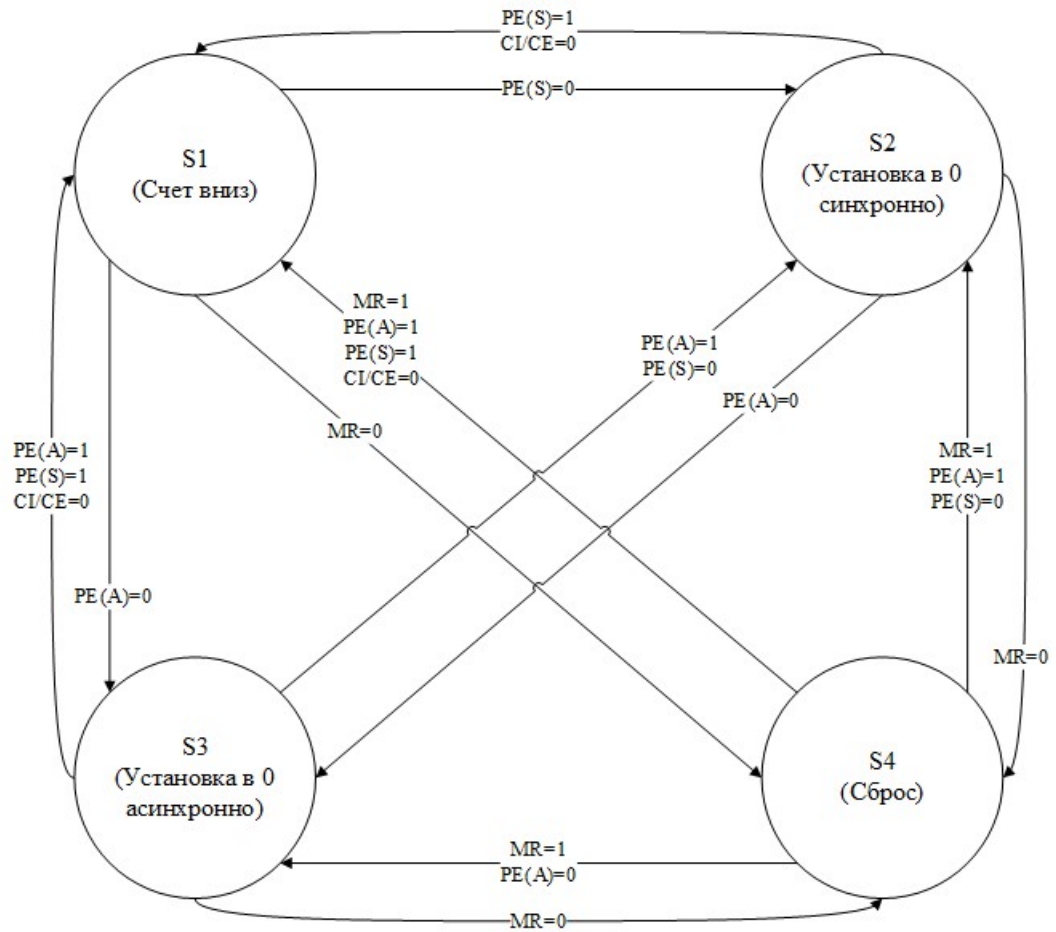 PE(S)=1
CI/CE=0
PE(S)=0
S1
(Счет вниз)
S2
(Установка в 0
синхронно)
MR=1
PE(A)=1
PE(S)=1
CI/CE=0
PE(A)=1
PE(S)=0
PE(A)=0
MR=0
PE(A)=1
PE(S)=1
CI/CE=0
MR=1
PE(A)=1
PE(S)=0
PE(A)=0
MR=0
S3
(Установка в 0
асинхронно)
S4
(Сброс)
MR=1
PE(A)=0
MR=0